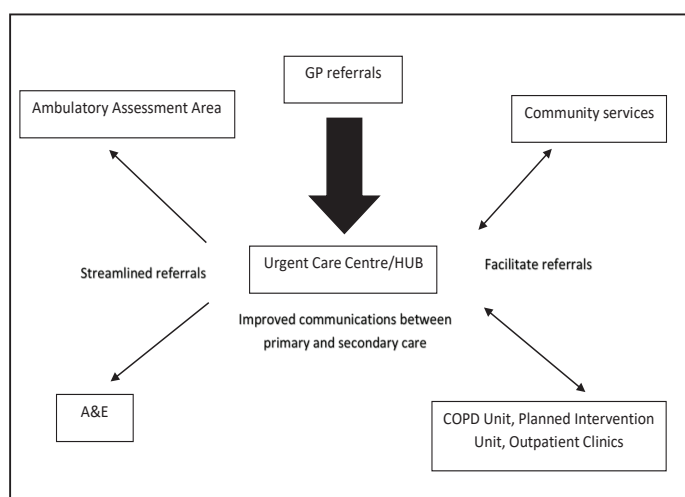 GP referrals
Ambulatory Assessment Area
Community services
Urgent Care Centre/HUB
Streamlined referrals
Facilitate referrals
Improved communications between
primary and secondary care
A&E
COPD Unit, Planned Intervention
Unit, Outpatient Clinics